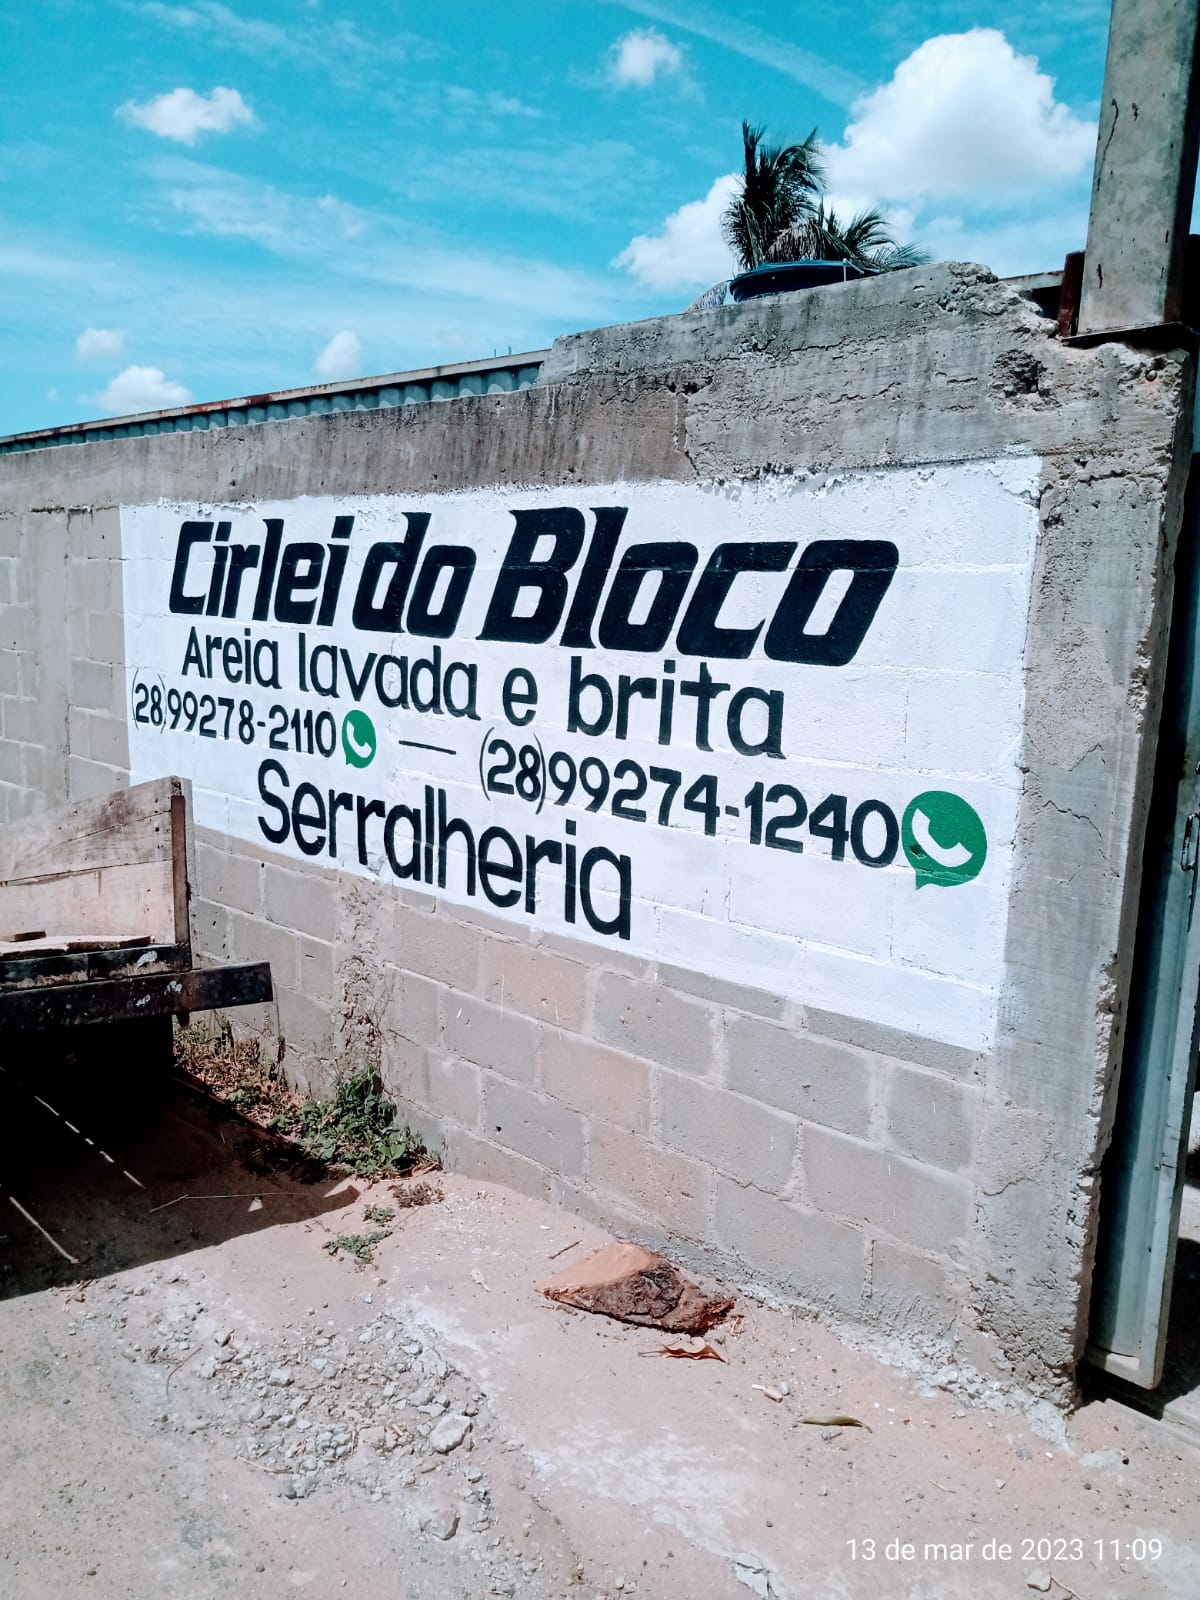 Cirlei do Bloco
Areia lavada e brita
(28)99278-2110 — (28)99274-1240
Serralheria
13 de mar de 2023 11:09